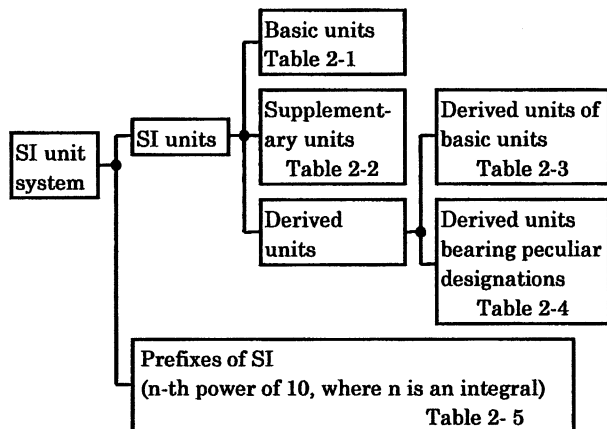 Basic units
Table 2-1
Supplement-
ary units
Table 2-2
Derived units of
basic units
Table 2-3
SI units
SI unit
system
Derived
units
Derived units
bearing peculiar
designations
Table 2-4
Prefixes of SI
(n-th power of 10, where n is an integral)
Table 2- 5